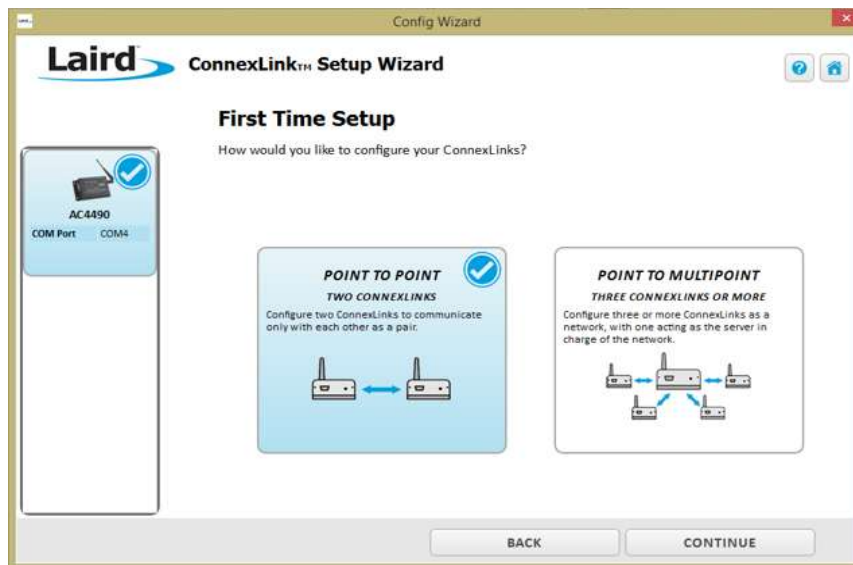 Config Wizard
Laird
ConnexLink™ Setup Wizard
First Time Setup
How would you like to configure your ConnexLinks?
AC4490
COM Port COM4
POINT TO POINT
TWO CONNEXLINKS
Configure two ConnexLinks to communicate
only with each other as a pair.
POINT TO MULTIPOINT
THREE CONNEXLINKS OR MORE
Configure three or more ConnexLinks as a
network, with one acting as the server in
charge of the network.
BACK
CONTINUE